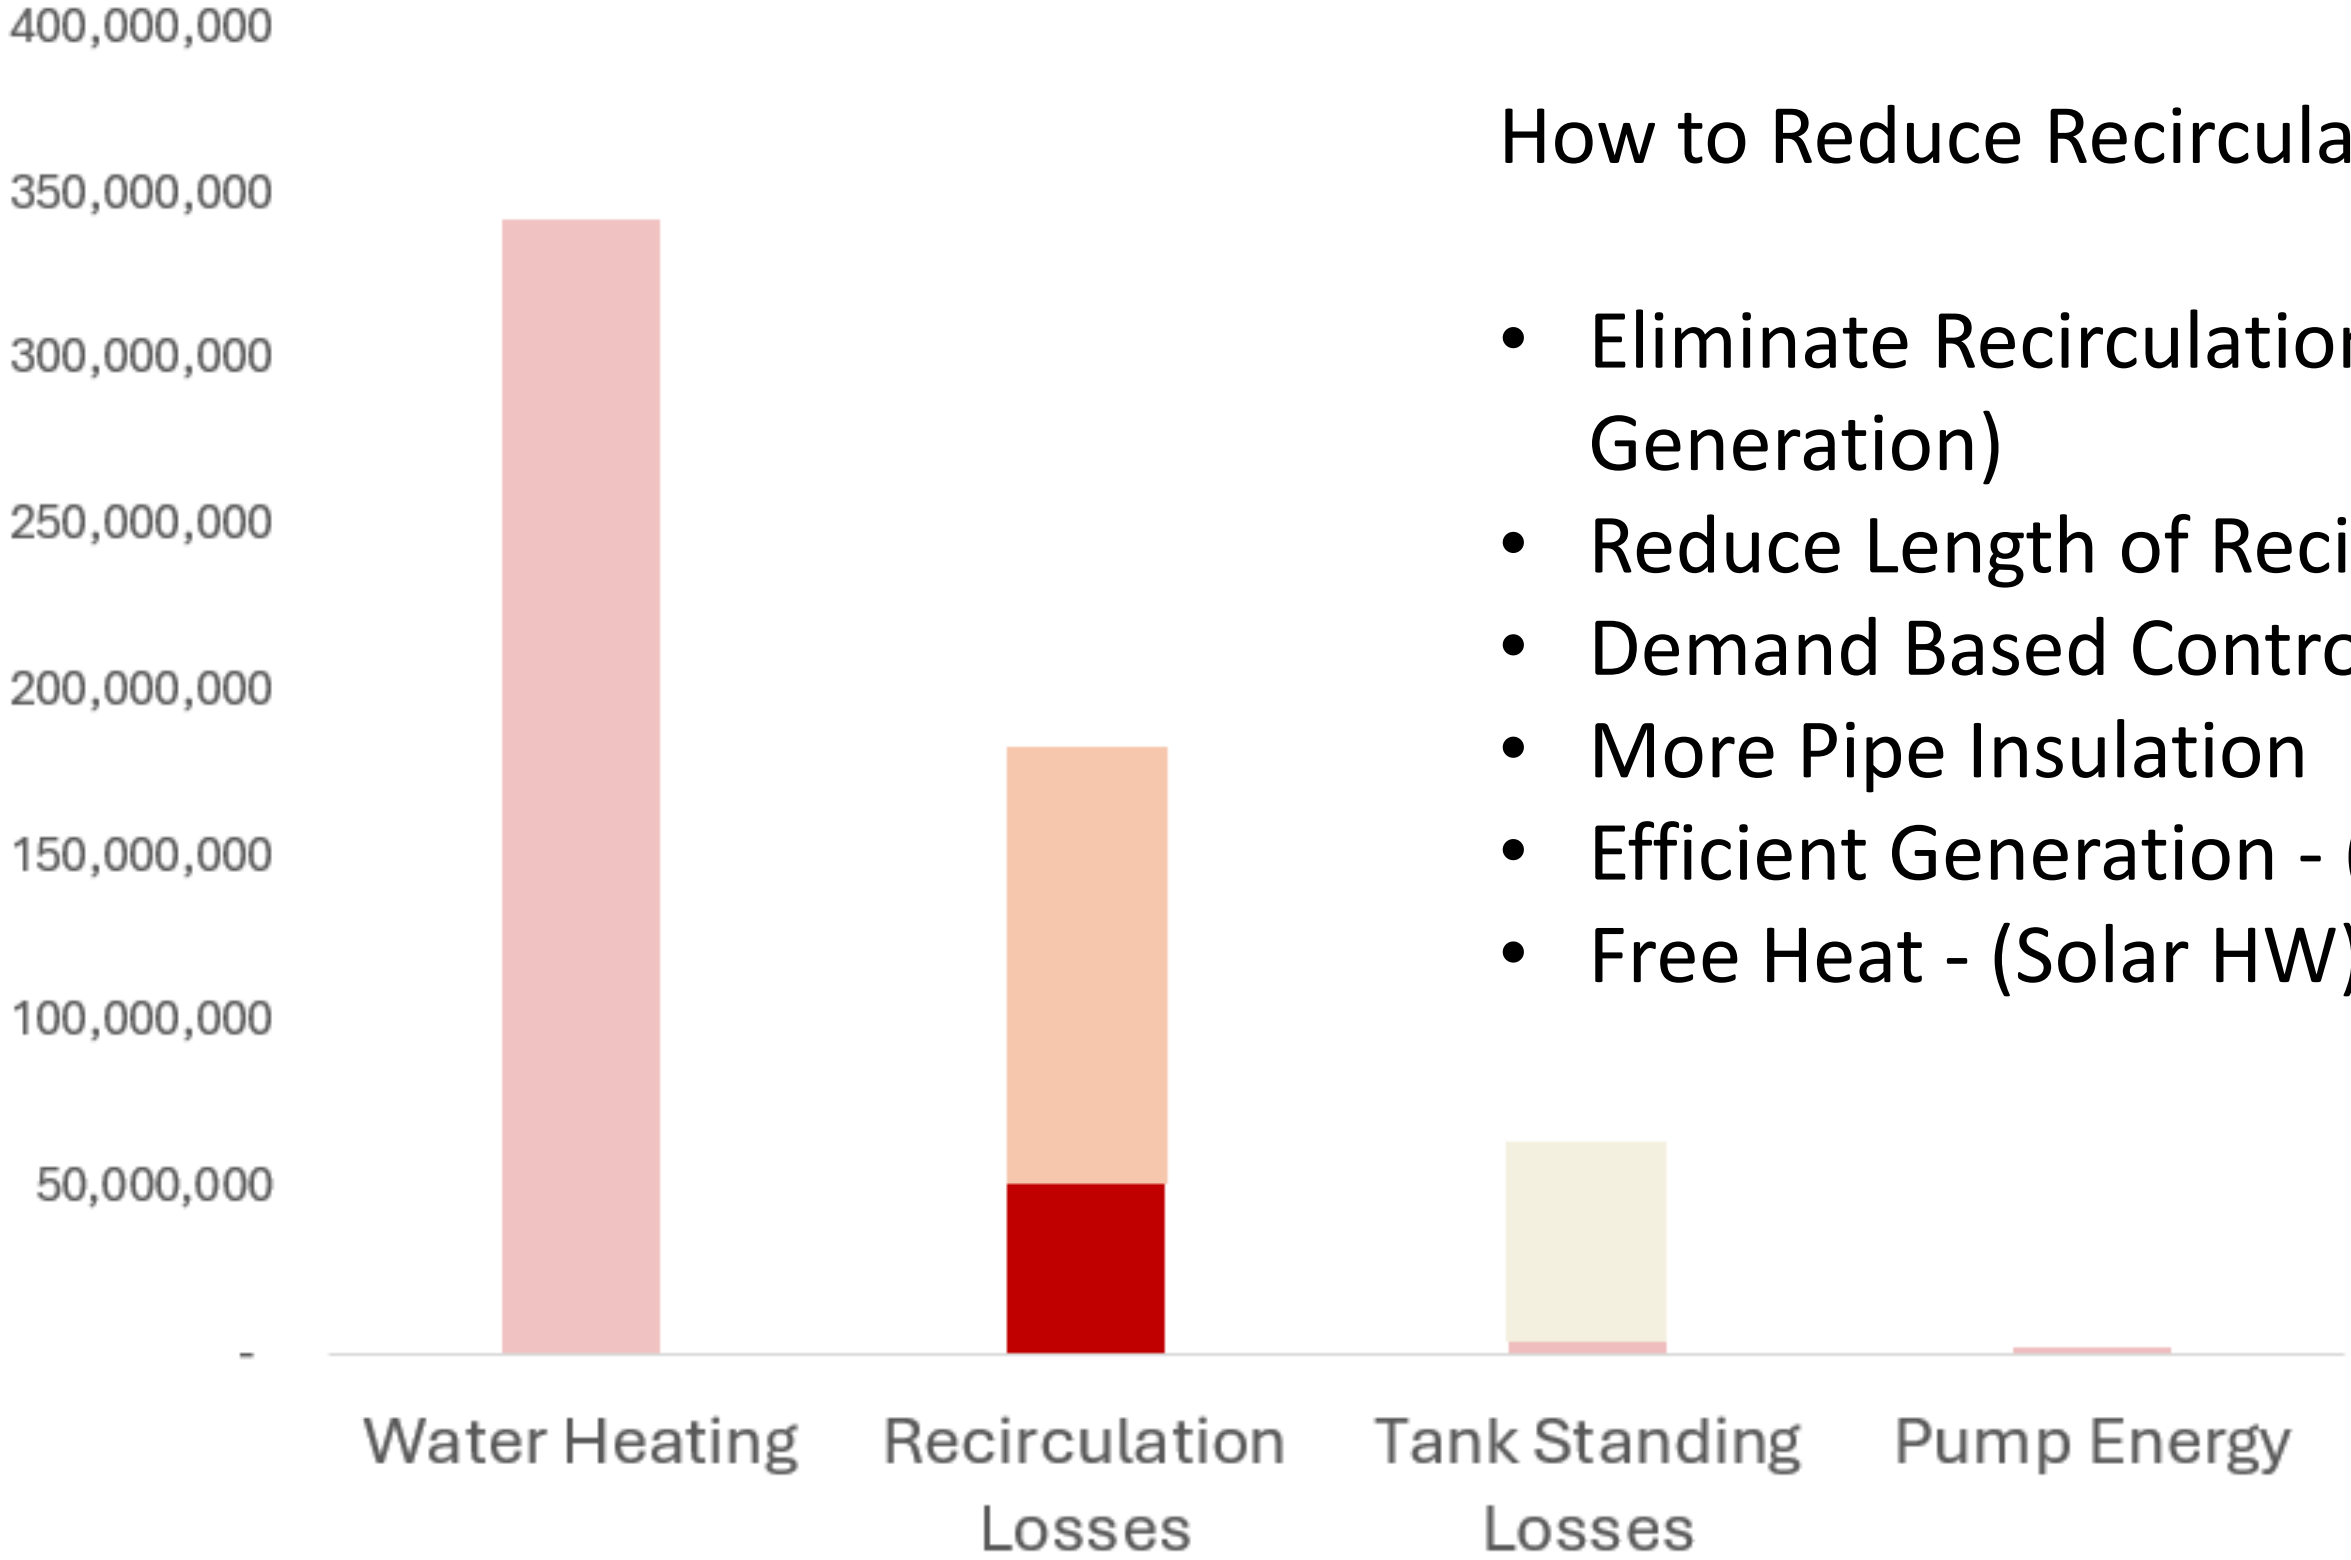 400,000,000
350,000,000
300,000,000
250,000,000
200,000,000
150,000,000
100,000,000
50,000,000
-
How to Reduce
• Eliminate
Generation)
• Reduce Length of
• Demand Based
• More Pipe Insulation
• Efficient Generation - (
• Free Heat - (Solar HW)
Water Heating
Recirculation
Losses
Tank Standing
Losses
Pump Energy